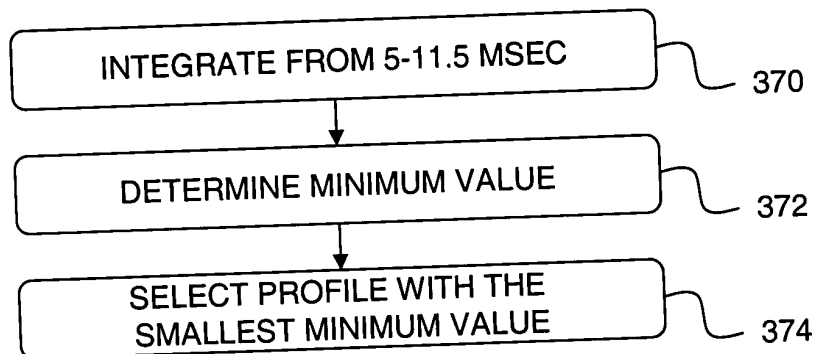 INTEGRATE FROM 5-11.5 MSEC
370
DETERMINE MINIMUM VALUE
372
SELECT PROFILE WITH THE
SMALLEST MINIMUM VALUE
374